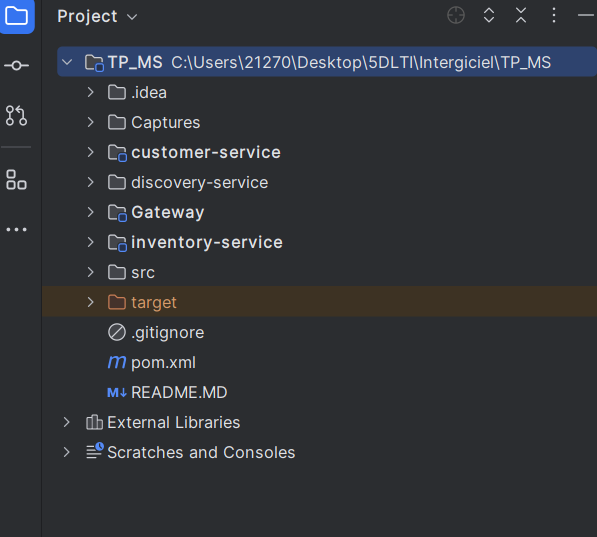 Project
TP_MS C:\Users\21270\Desktop\5DLTI\Intergiciel\TP_MS
.idea
Captures
customer-service
discovery-service
Gateway
inventory-service
src
target
.gitignore
m pom.xml
M↓ README.MD
External Libraries
Scratches and Consoles